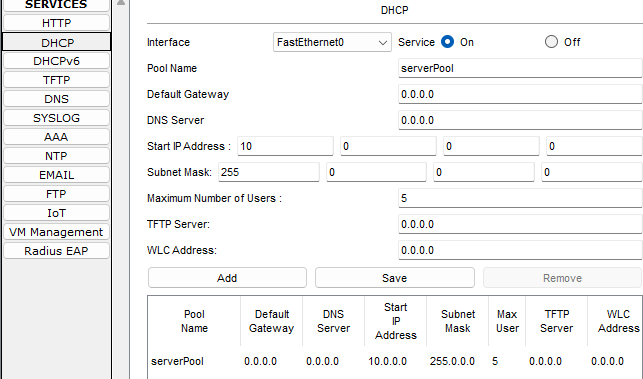 SERVICES
HTTP
DHCP
DHCPv6
TFTP
DNS
SYSLOG
AAA
NTP
EMAIL
FTP
IoT
VM Management
Radius EAP
DHCP
Interface FastEthernet0 Service On Off
Pool Name serverPool
Default Gateway 0.0.0.0
DNS Server 0.0.0.0
Start IP Address : 10 0 0 0
Subnet Mask: 255 0 0 0
Maximum Number of Users : 5
TFTP Server: 0.0.0.0
WLC Address: 0.0.0.0
Add Save Remove
Pool Name Default Gateway DNS Server Start IP Address Subnet Mask Max User TFTP Server WLC Address
serverPool 0.0.0.0 0.0.0.0 10.0.0.0 255.0.0.0 5 0.0.0.0 0.0.0.0